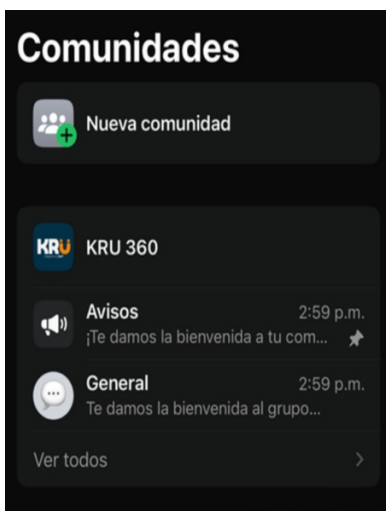 Comunidades
Nueva comunidad
KRÜ KRU 360
Avisos 2:59 p.m.
¡Te damos la bienvenida a tu com...
General 2:59 p.m.
Te damos la bienvenida al grupo...
Ver todos